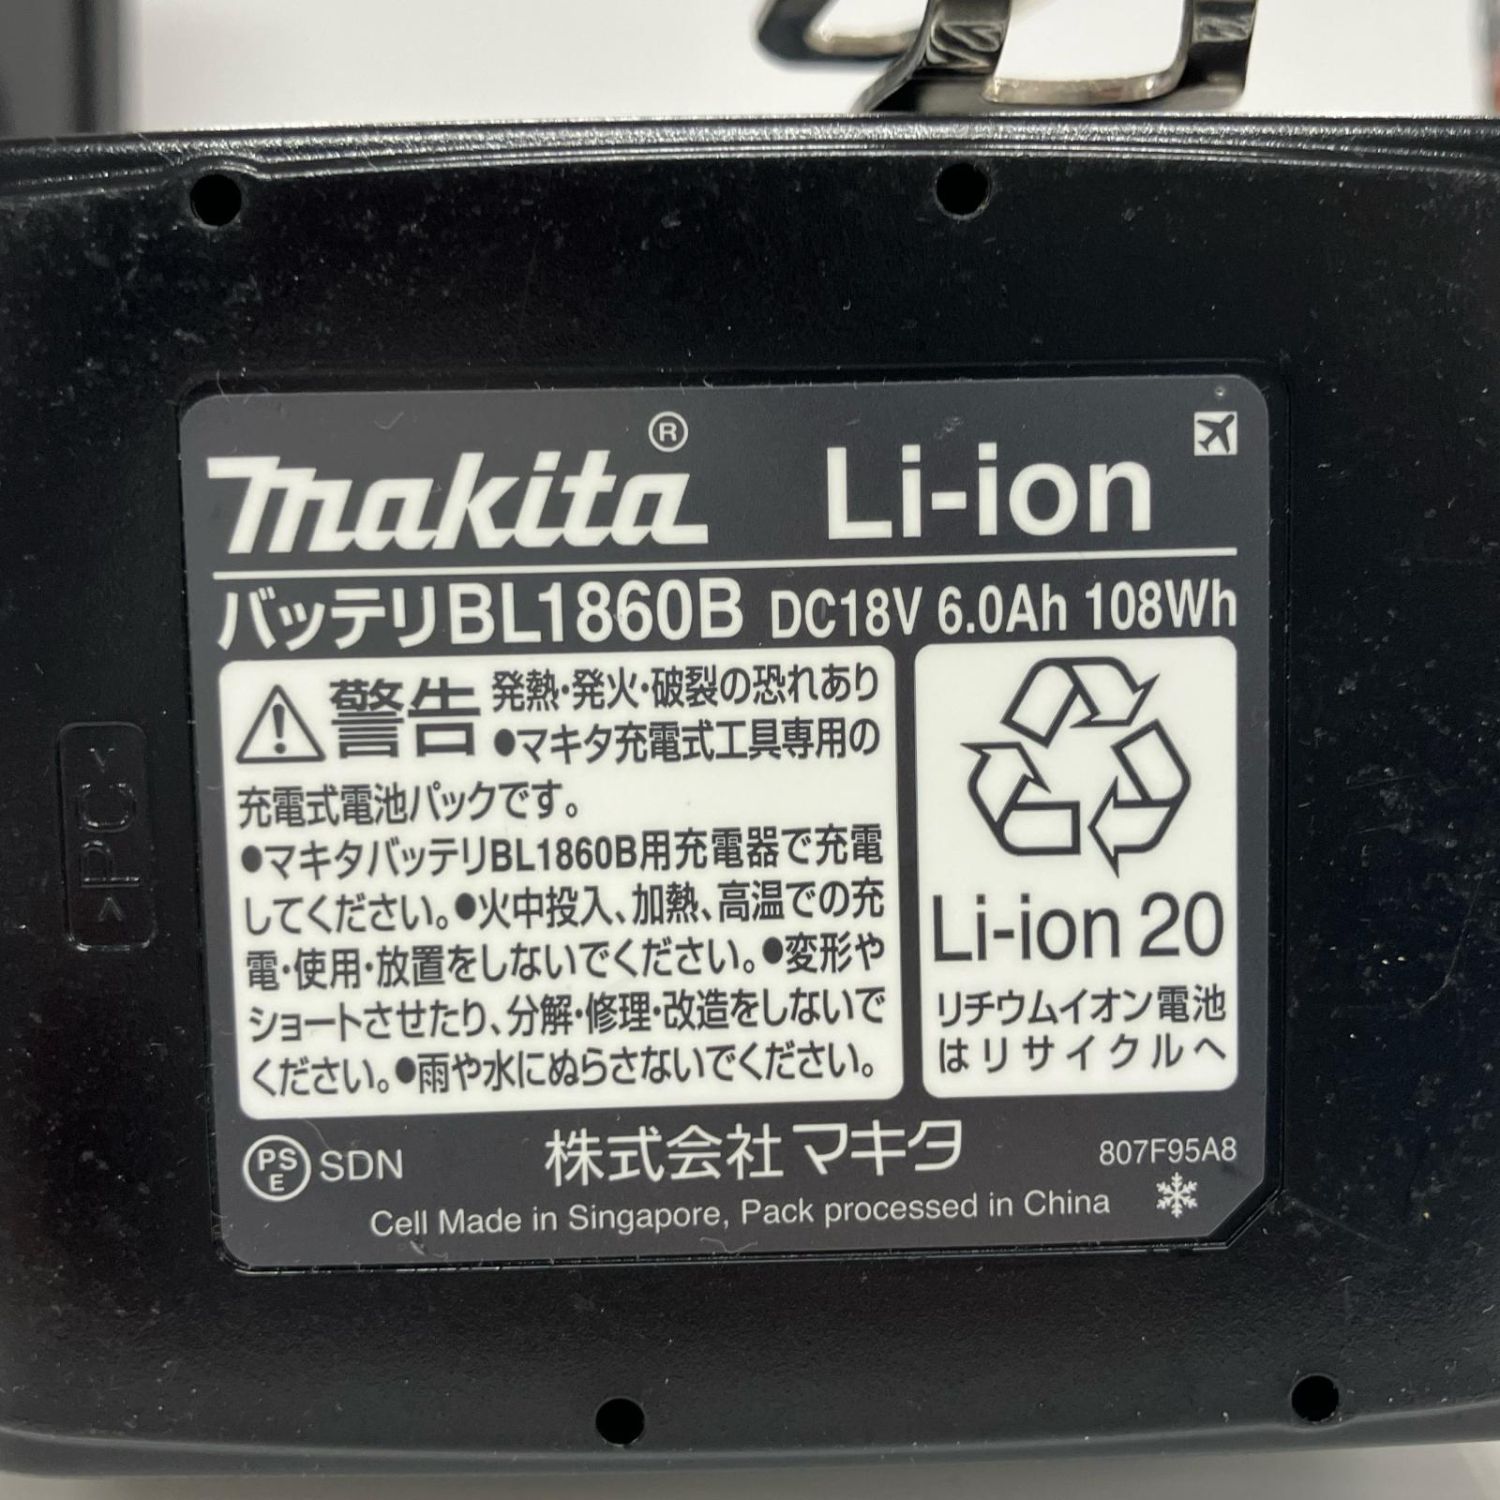 makita® Li-ion
バッテリBL1860B DC18V 6.0Ah 108Wh
警告 発熱・発火・破裂の恐れあり
●マキタ充電式工具専用の
充電式電池パックです。
●マキタバッテリBL1860B用充電器で充電
してください。●火中投入、加熱、高温での充
電・使用・放置をしないでください。●変形や
ショートさせたり、分解・修理・改造をしないで
ください。●雨や水にぬらさないでください。
Li-ion 20
リチウムイオン電池
はリサイクルへ
PSE SDN 株式会社マキタ 807F95A8
Cell Made in Singapore, Pack processed in China
>PC<